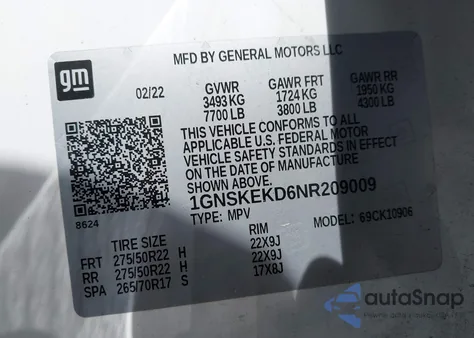 MFD BY GENERAL MOTORS LLC
gm
02/22
GVWR GAWR FRT GAWR RR
3493 KG 1724 KG 1950 KG
7700 LB 3800 LB 4300 LB
THIS VEHICLE CONFORMS TO ALL
APPLICABLE U.S. FEDERAL MOTOR
VEHICLE SAFETY STANDARDS IN EFFECT
ON THE DATE OF MANUFACTURE
SHOWN ABOVE.
1GNSKEKD6NR209009
TYPE: MPV MODEL: 69CK10906
8624
TIRE SIZE RIM
FRT 275/50R22 H 22X9J
RR 275/50R22 H 22X9J
SPA 265/70R17 S 17X8J
autoSnap